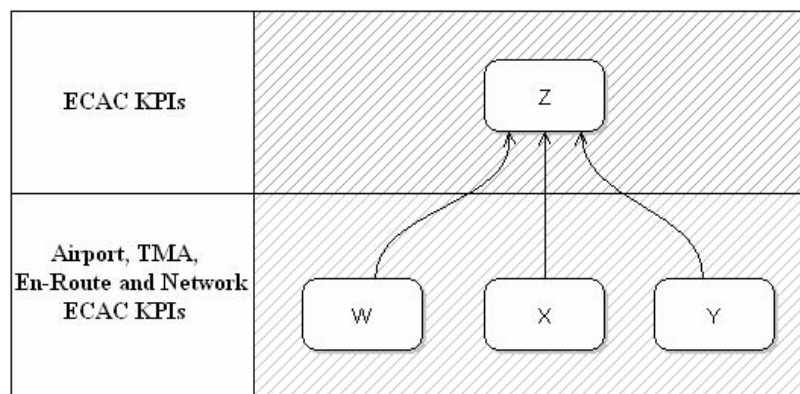 ECAC KPIs
Z
Airport, TMA,
En-Route and Network
ECAC KPIs
W
X
Y